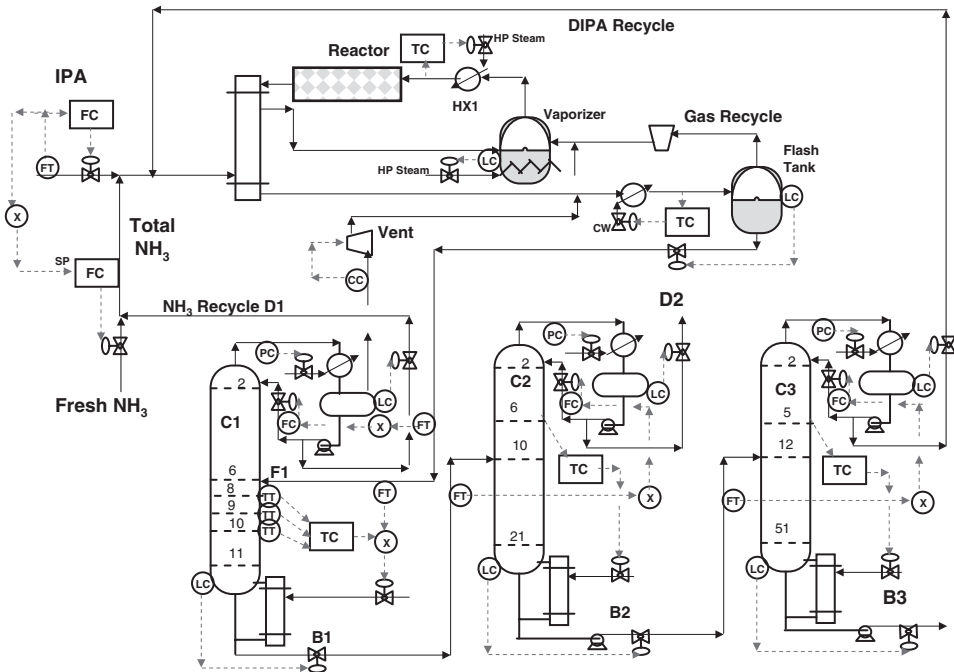 DIPA Recycle
HP Steam
TC
Reactor
IPA
HX1
FC
Vaporizer
Gas Recycle
Flash
Tank
FT
LC
HP Steam
LC
X
CW
TC
Total
NH3
Vent
SP
FC
CC
NH3 Recycle D1
D2
Fresh NH3
PC
2
C1
LC
FC
X
FT
6
F1
8
TT
9
TT
10
TT
11
TC
FT
X
LC
B1
PC
2
C2
LC
FC
6
10
TC
FT
X
21
LC
B2
PC
2
C3
LC
FC
5
12
TC
FT
X
51
LC
B3